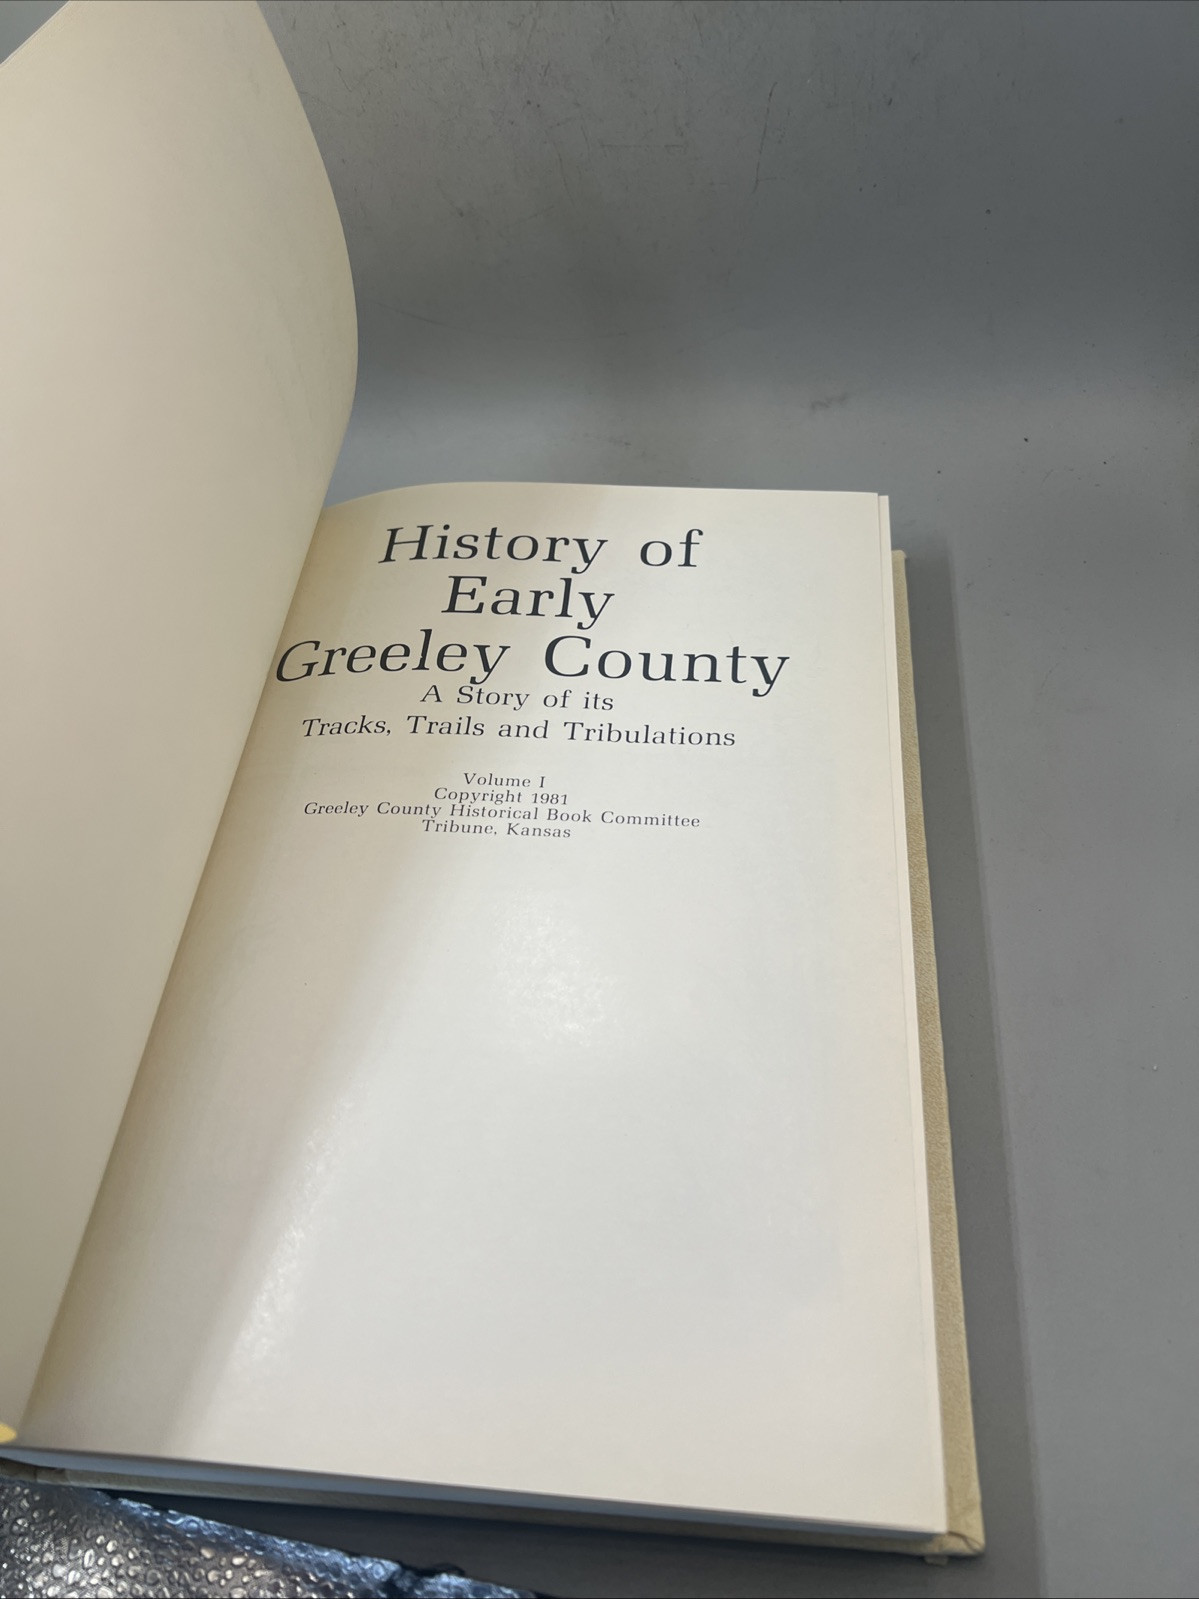 History of
Early
Greeley County
A Story of its
Tracks, Trails and Tribulations
Volume I
Copyright 1981
Greeley County Historical Book Committee
Tribune, Kansas